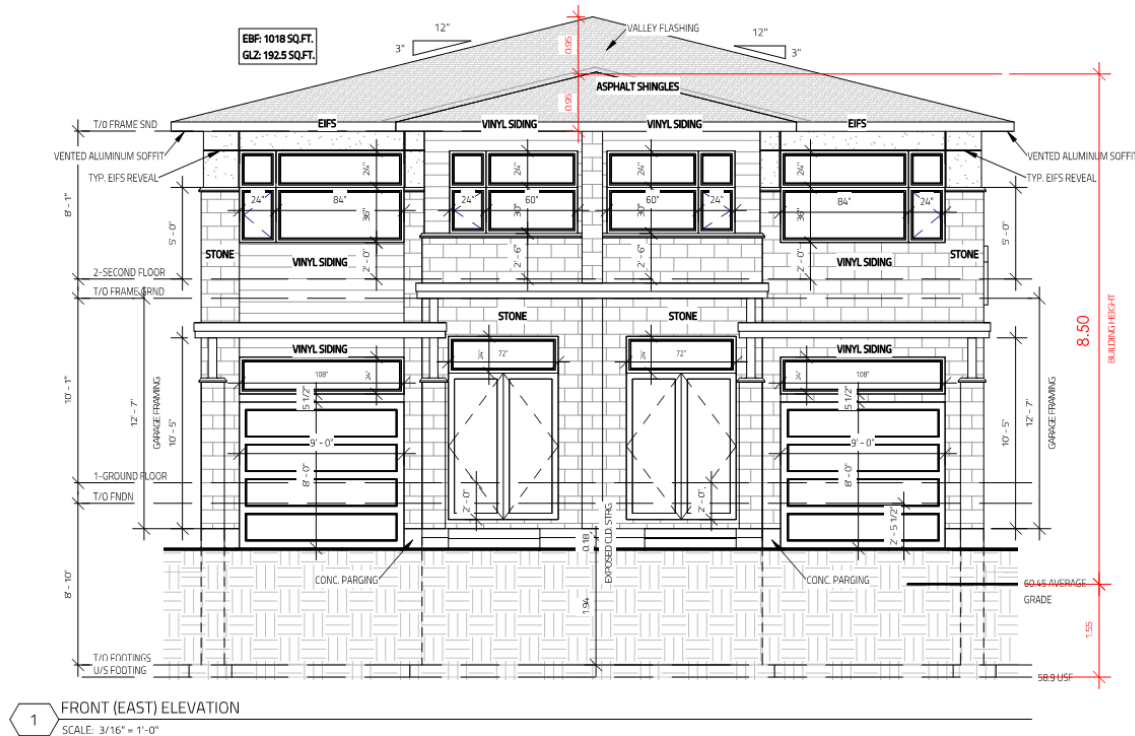 12"
12"
VALLEY FLASHING
EBF: 1018 SQ.FT.
GLZ: 192.5 SQ.FT.
3"
3"
0.95
ASPHALT SHINGLES
0.95
T/O FRAME SND
EIFS
VINYL SIDING
VINYL SIDING
EIFS
VENTED ALUMINUM SOFFIT
VENTED ALUMINUM SOFFIT
TYP. EIFS REVEAL
TYP. EIFS REVEAL
24"
24"
24"
24"
8' - 1"
24"
84"
24"
60"
60"
24"
84"
24"
36"
30"
30"
36"
5' - 0"
5' - 0"
STONE
VINYL SIDING
2' - 0"
2' - 6"
2' - 6"
2' - 0"
VINYL SIDING
STONE
2-SECOND FLOOR
T/O FRAME GRND
STONE
STONE
8.50
BUILDING HEIGHT
VINYL SIDING
VINYL SIDING
24"
72"
24"
72"
108"
24"
24"
108"
5 1/2"
5 1/2"
10' - 1"
12' - 7"
GARAGE FRAMING
10' - 5"
10' - 5"
12' - 7"
GARAGE FRAMING
9' - 0"
9' - 0"
8' - 0"
8' - 0"
1-GROUND FLOOR
T/O FNDN
2' - 0"
2' - 0"
2' - 5 1/2"
0.18
EXPOSED CLD. STRG
8' - 10"
CONC. PARGING
CONC. PARGING
60.45 AVERAGE
GRADE
1.94
1.55
T/O FOOTINGS
U/S FOOTING
58.9 USF
1
FRONT (EAST) ELEVATION
SCALE: 3/16" = 1'-0"